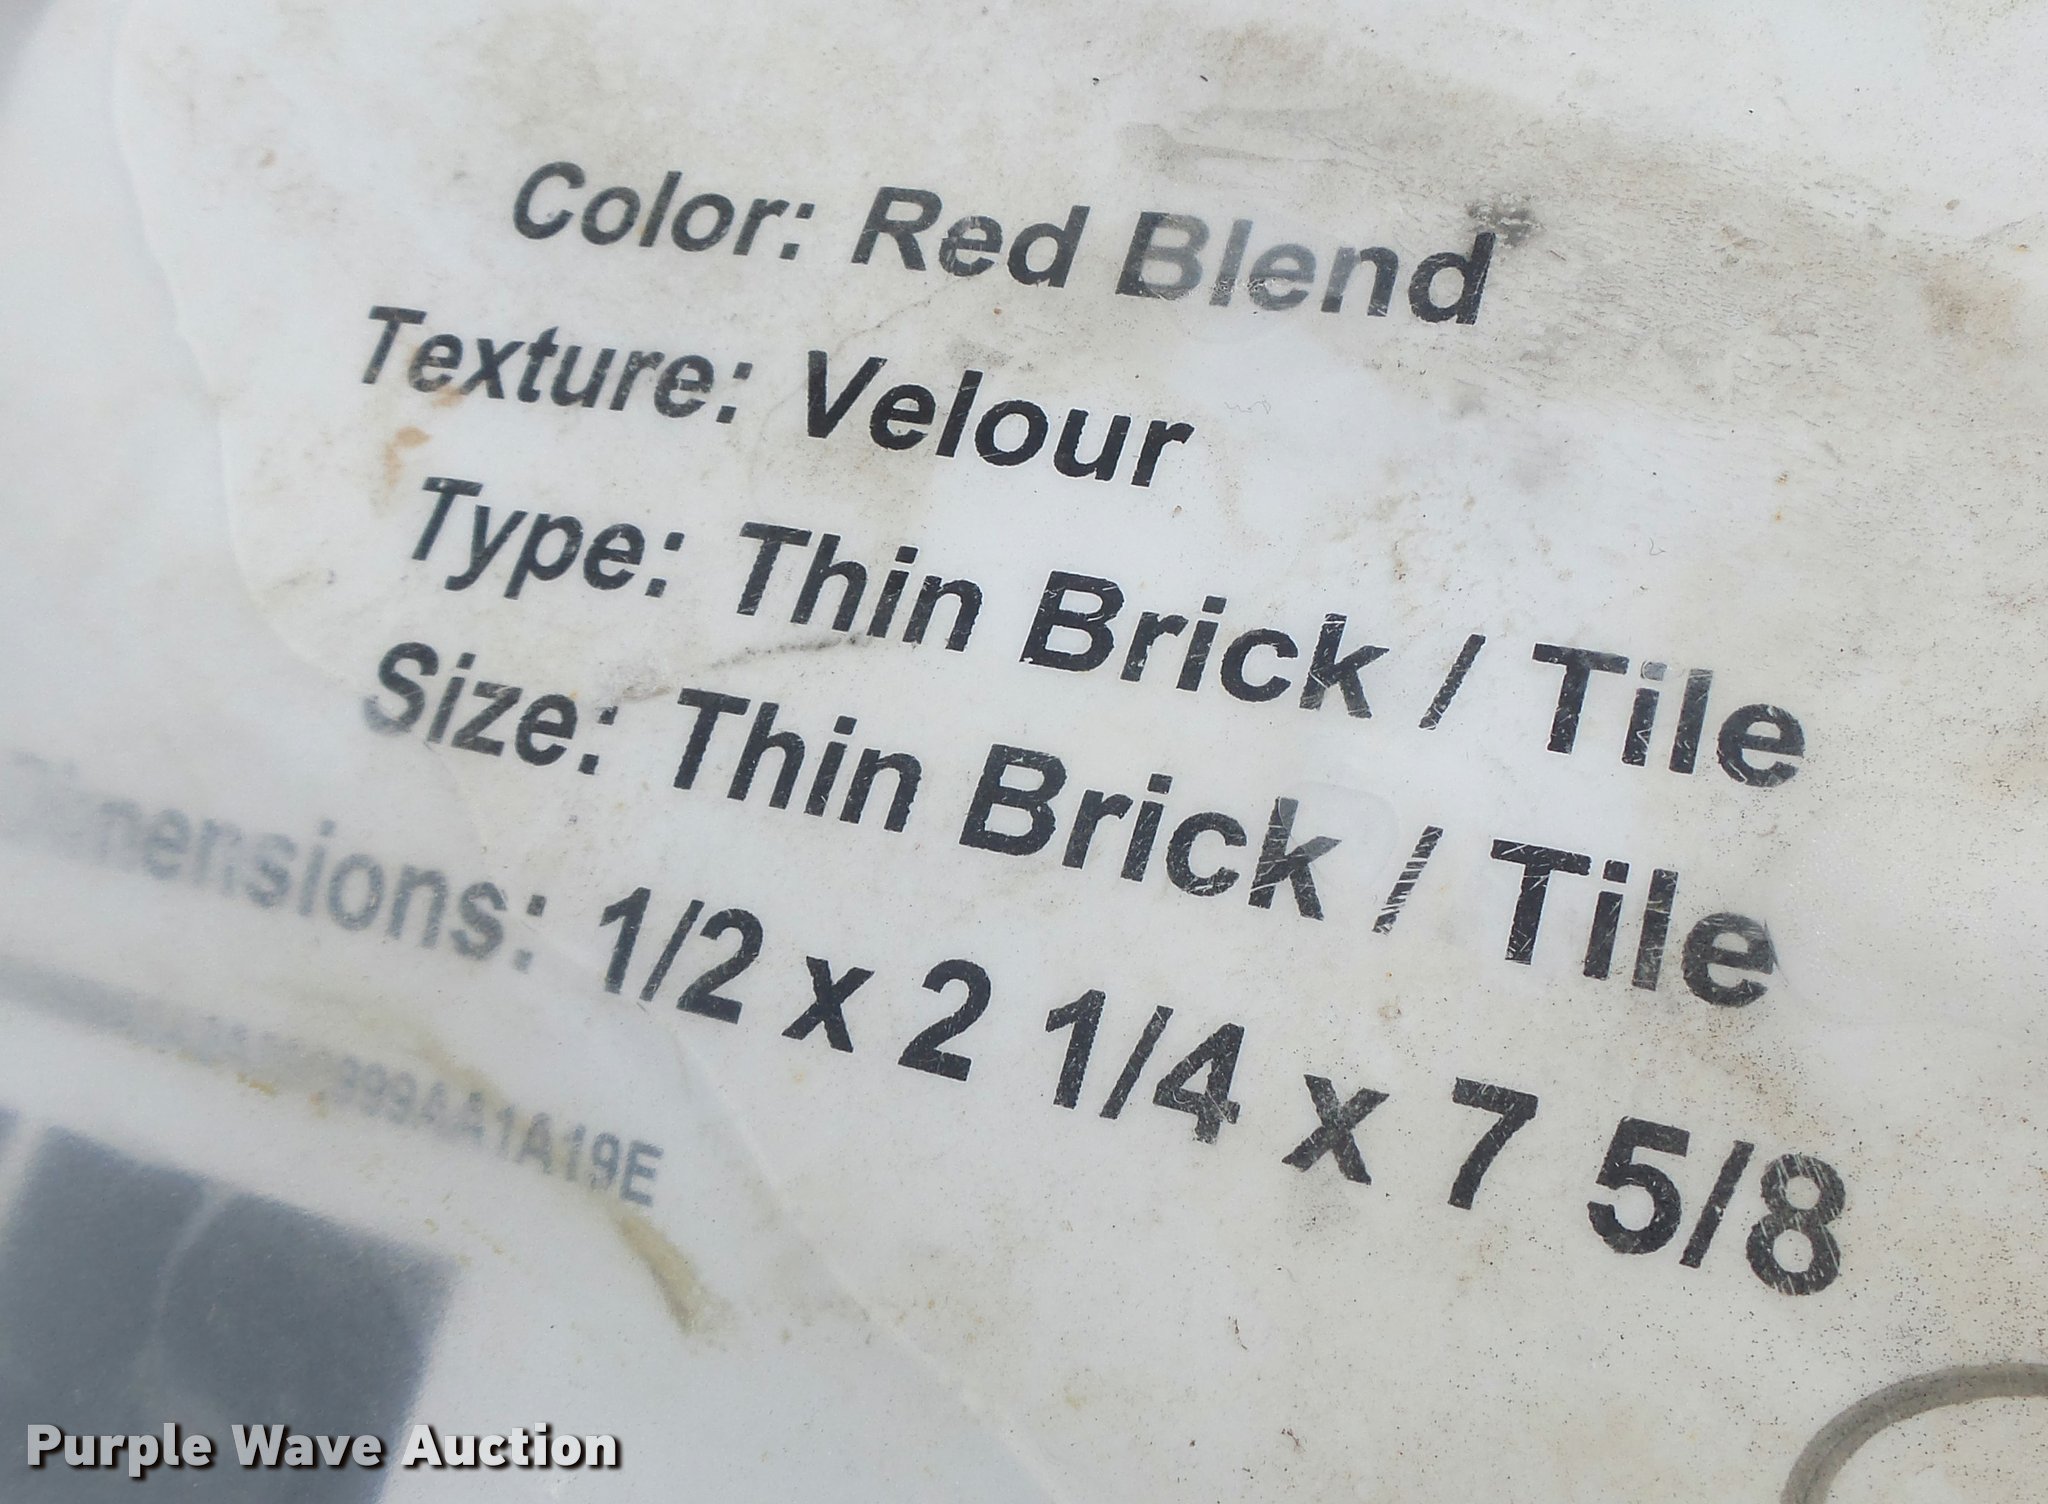 Color: Red Blend
Texture: Velour
Type: Thin Brick / Tile
Size: Thin Brick / Tile
Dimensions: 1/2 x 2 1/4 x 7 5/8
Purple Wave Auction